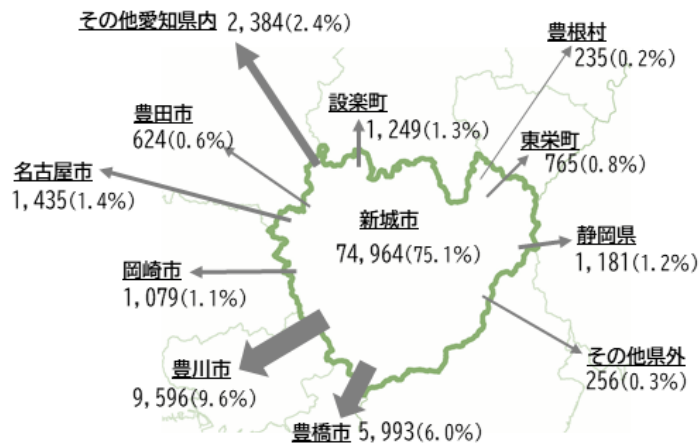 その他愛知県内 2,384(2.4%)
豊根村
235(0.2%)
設楽町
1,249(1.3%)
豊田市
624(0.6%)
東栄町
765(0.8%)
名古屋市
1,435(1.4%)
新城市
74,964(75.1%)
静岡県
1,181(1.2%)
岡崎市
1,079(1.1%)
豊川市
9,596(9.6%)
その他県外
256(0.3%)
豊橋市 5,993(6.0%)